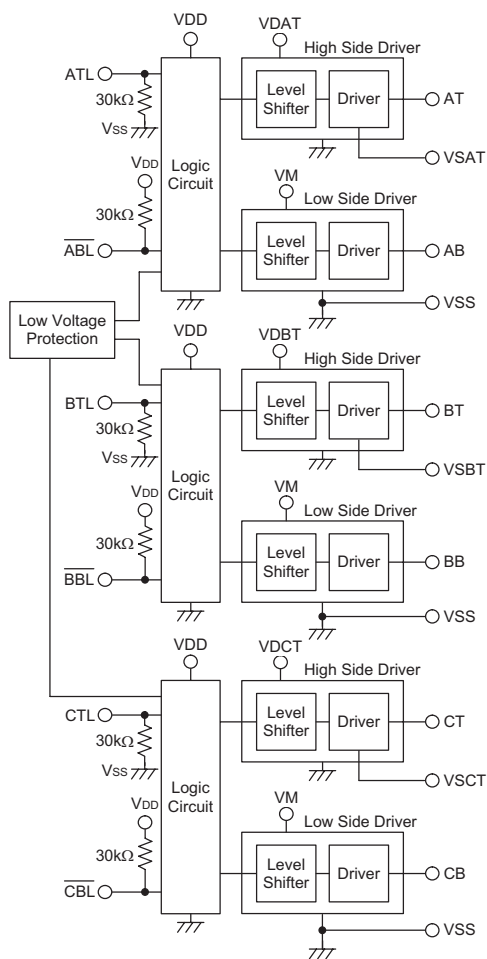 VDD
VDAT
High Side Driver
ATL
30kΩ
VSS
Logic
Circuit
Level
Shifter
Driver
AT
VSAT
VDD
30kΩ
A̅B̅L̅
VM
Low Side Driver
Level
Shifter
Driver
AB
VSS
Low Voltage
Protection
VDD
VDBT
High Side Driver
BTL
30kΩ
VSS
Logic
Circuit
Level
Shifter
Driver
BT
VSBT
VDD
30kΩ
B̅B̅L̅
VM
Low Side Driver
Level
Shifter
Driver
BB
VSS
VDD
VDCT
High Side Driver
CTL
30kΩ
VSS
Logic
Circuit
Level
Shifter
Driver
CT
VSCT
VDD
30kΩ
C̅B̅L̅
VM
Low Side Driver
Level
Shifter
Driver
CB
VSS